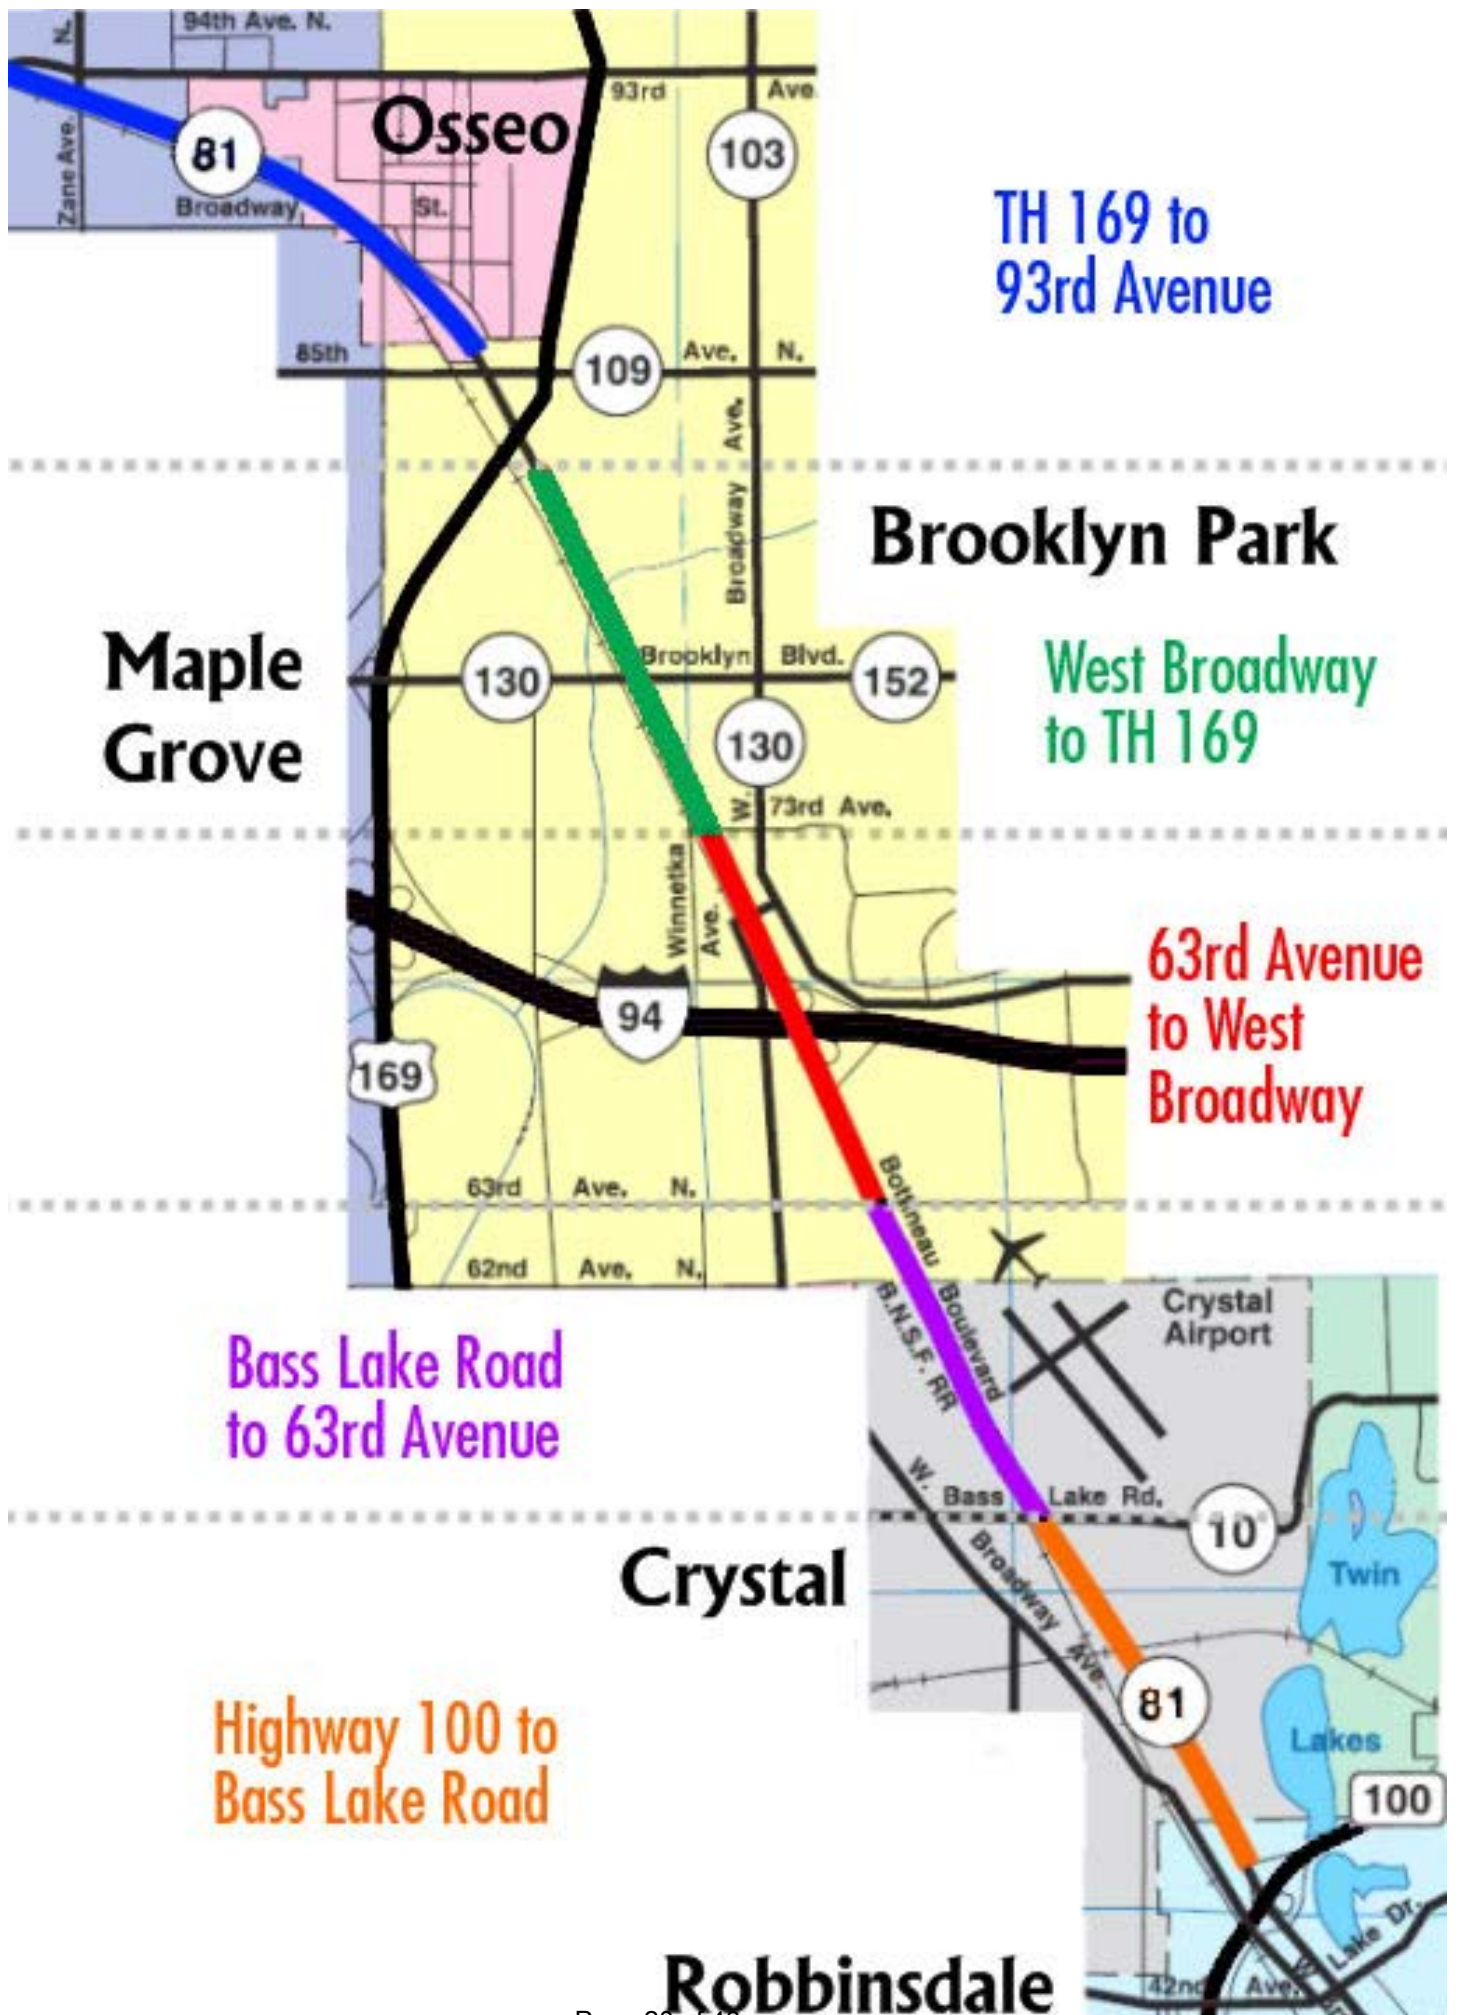 94th Ave. N.
N.
Osseo
93rd Ave.
81
103
Zane Ave.
Broadway St.
TH 169 to
93rd Avenue
85th
109
Ave. N.
Broadway Ave.
Brooklyn Park
Maple
Grove
130
Brooklyn Blvd.
152
West Broadway
to TH 169
130
W.
73rd Ave.
Winnetka
Ave.
63rd Avenue
to West
Broadway
94
169
63rd Ave. N.
Bottineau Boulevard
62nd Ave. N.
B.N.S.F. RR
Crystal
Airport
Bass Lake Road
to 63rd Avenue
W. Broadway Ave.
Bass Lake Rd.
10
Crystal
Twin
Highway 100 to
Bass Lake Road
81
Lakes
100
Lake Dr.
Robbinsdale
42nd Ave.